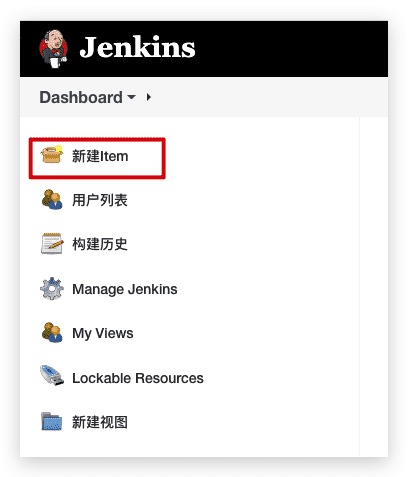 Jenkins
Dashboard
新建Item
用户列表
构建历史
Manage Jenkins
My Views
Lockable Resources
新建视图